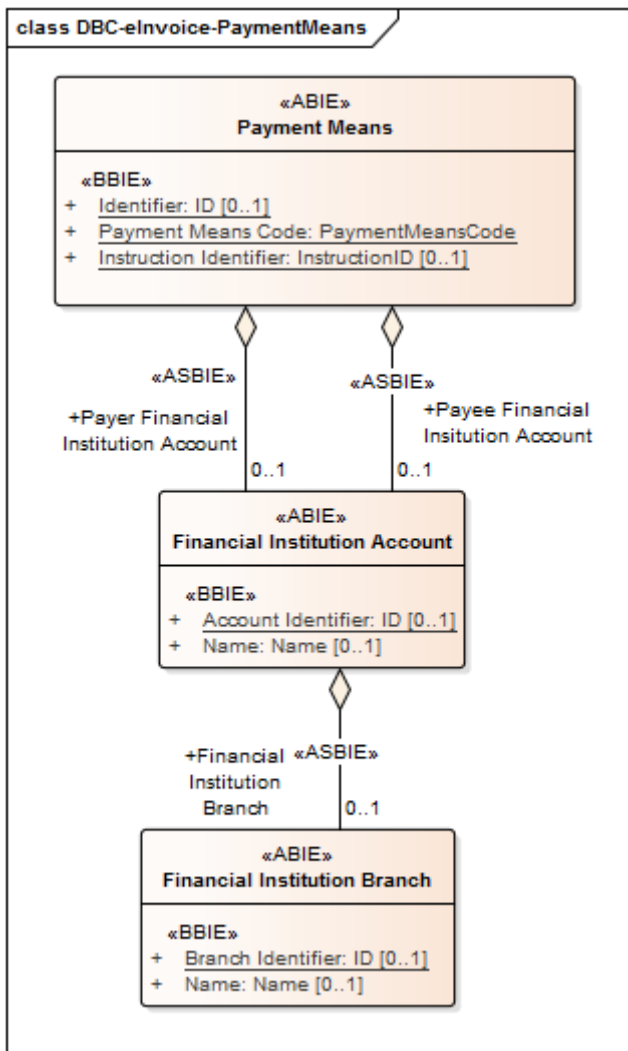 class DBC-eInvoice-PaymentMeans
«ABIE»
Payment Means
«BBIE»
+ Identifier: ID [0..1]
+ Payment Means Code: PaymentMeansCode
+ Instruction Identifier: InstructionID [0..1]
«ASBIE»
+Payer Financial
Institution Account
0..1
«ASBIE»
+Payee Financial
Insitution Account
0..1
«ABIE»
Financial Institution Account
«BBIE»
+ Account Identifier: ID [0..1]
+ Name: Name [0..1]
+Financial
Institution
Branch
«ASBIE»
0..1
«ABIE»
Financial Institution Branch
«BBIE»
+ Branch Identifier: ID [0..1]
+ Name: Name [0..1]